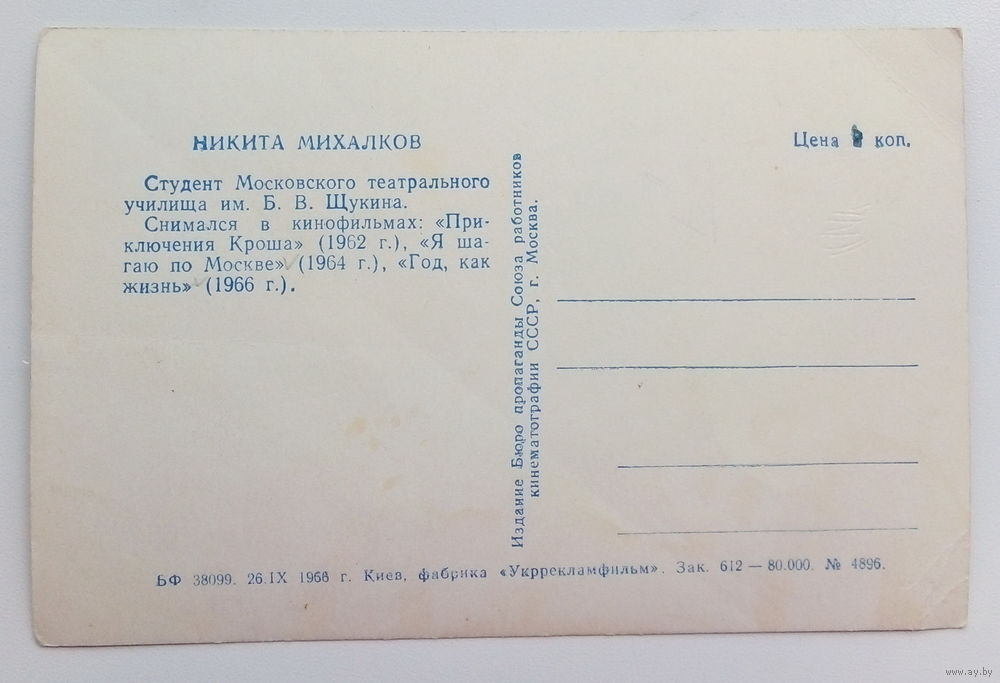 НИКИТА МИХАЛКОВ
Студент Московского театрального
училища им. Б. В. Щукина.
Снимался в кинофильмах: «При-
ключения Кроша» (1962 г.), «Я ша-
гаю по Москве» (1964 г.), «Год, как
жизнь» (1966 г.).
Цена коп.
Издание Бюро пропаганды Союза работников
кинематографии СССР, г. Москва.
БФ 38099. 26.IX 1966 г. Киев, фабрика «Укррекламфильм». Зак. 612 — 80.000. № 4896.
www.ay.by